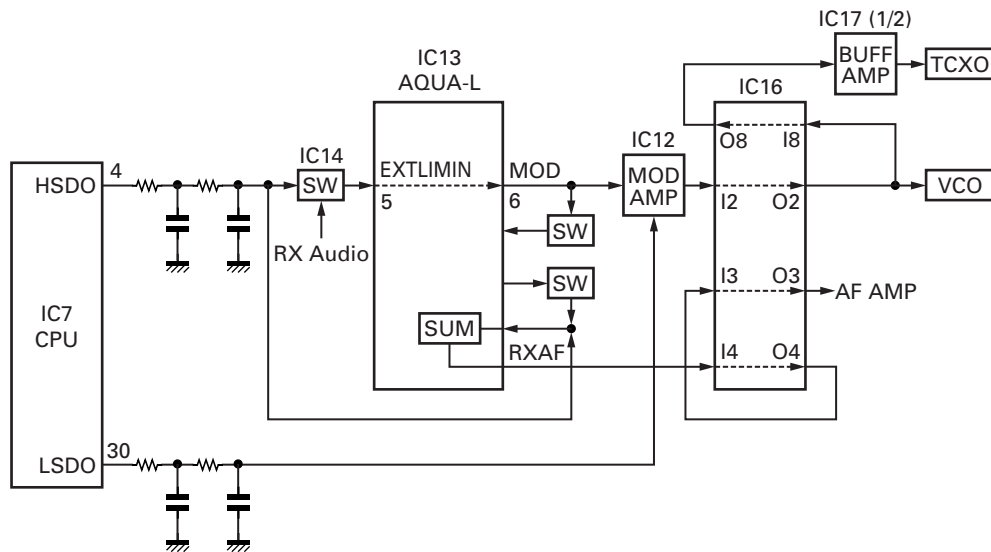 IC17 (1/2)
BUFF
AMP
TCXO
IC13
AQUA-L
IC16
O8
I8
IC14
IC12
4
HSDO
SW
EXTLIMIN
5
MOD
6
MOD
AMP
I2
O2
VCO
RX Audio
SW
SW
I3
O3
AF AMP
IC7
CPU
SUM
RXAF
I4
O4
LSDO
30